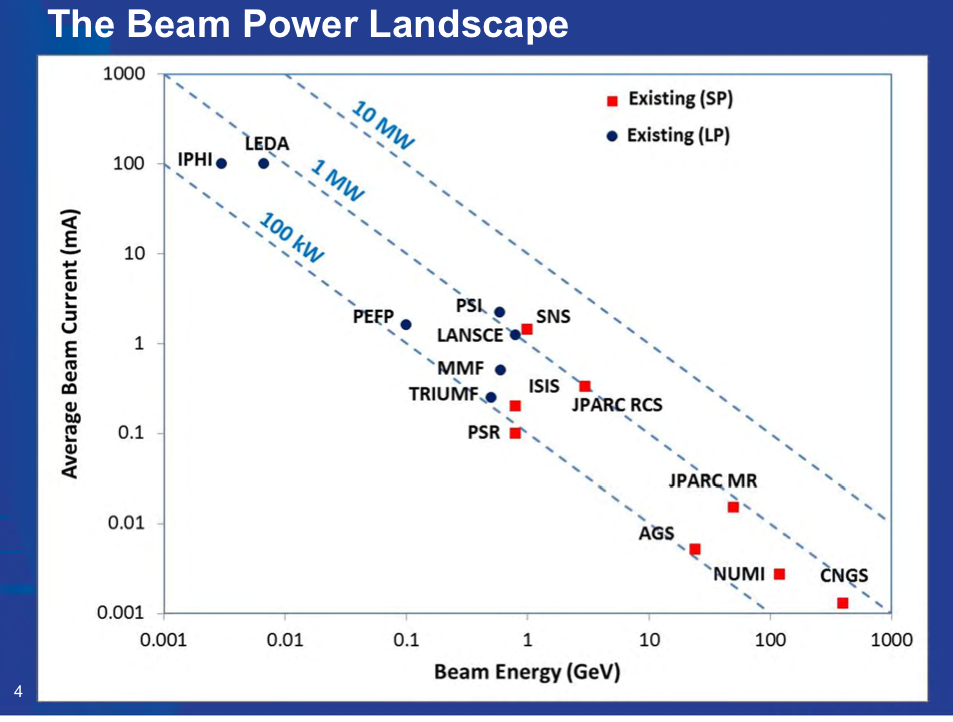 The Beam Power Landscape
1000
100
10
1
0.1
0.01
0.001
Average Beam Current (mA)
10 MW
1 MW
100 kW
Existing (SP)
Existing (LP)
IPHI
LEDA
PEFP
PSI
SNS
LANSCE
MMF
ISIS
TRIUMF
JPARC RCS
PSR
JPARC MR
AGS
NUMI
CNGS
0.001 0.01 0.1 1 10 100 1000
Beam Energy (GeV)
4